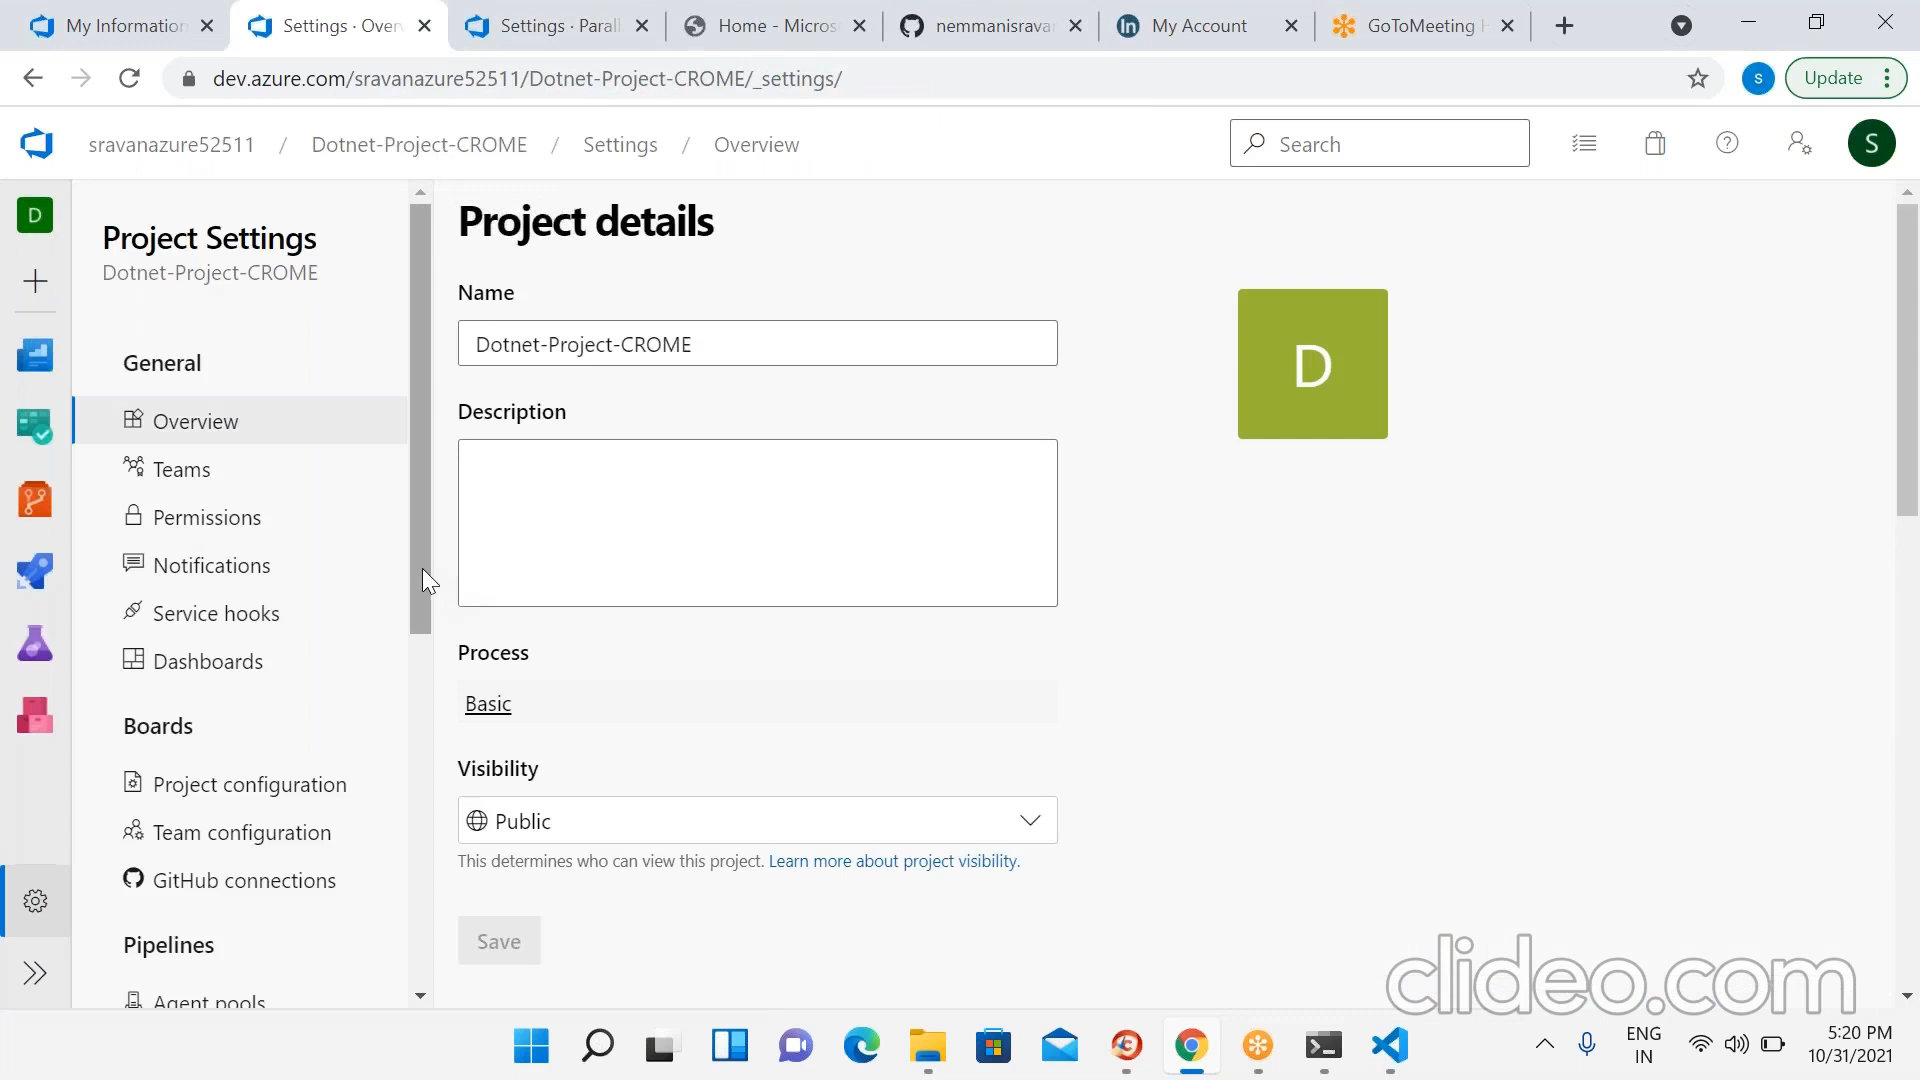 My Information
Settings · Over
Settings · Parall
Home - Micros
nemmanisravan
My Account
GoToMeeting H
dev.azure.com/sravanazure52511/Dotnet-Project-CROME/_settings/
s
Update
sravanazure52511 / Dotnet-Project-CROME / Settings / Overview
Search
S
D
Project Settings
Dotnet-Project-CROME
General
Overview
Teams
Permissions
Notifications
Service hooks
Dashboards
Boards
Project configuration
Team configuration
GitHub connections
Pipelines
Agent pools
Project details
Name
Dotnet-Project-CROME
D
Description
Process
Basic
Visibility
Public
This determines who can view this project. Learn more about project visibility.
Save
clideo.com
ENG
IN
5:20 PM
10/31/2021